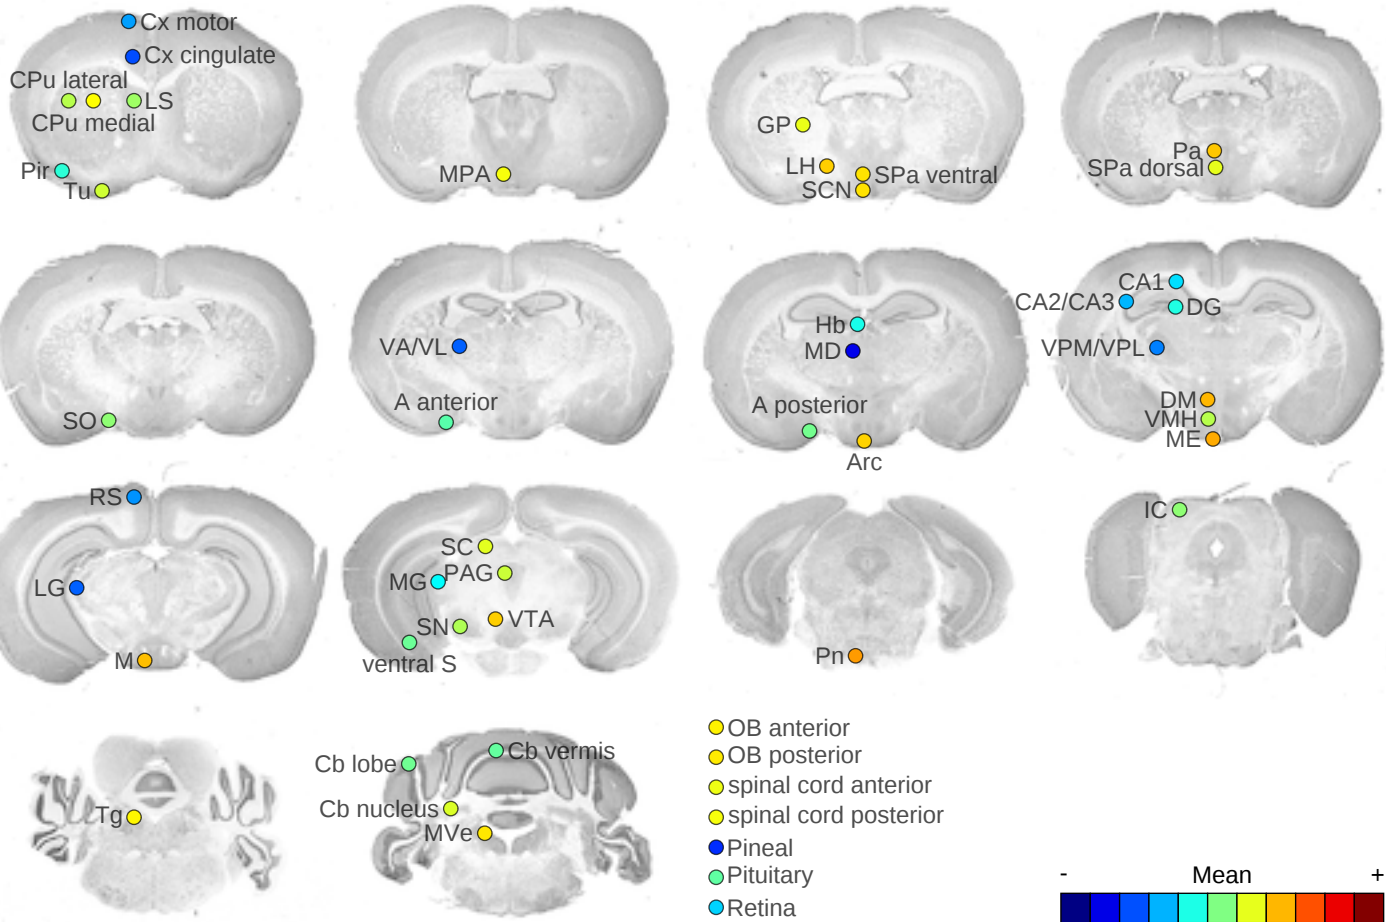 Cx motor
Cx cingulate
CPu lateral
LS
CPu medial
Pir
Tu
MPA
GP
LH
SPa ventral
SCN
Pa
SPa dorsal
SO
VA/VL
A anterior
Hb
MD
A posterior
Arc
CA1
CA2/CA3
DG
VPM/VPL
DM
VMH
ME
RS
LG
M
SC
MG
PAG
SN
VTA
ventral S
Pn
IC
Tg
Cb lobe
Cb vermis
Cb nucleus
MVe
OB anterior
OB posterior
spinal cord anterior
spinal cord posterior
Pineal
Pituitary
Retina
- Mean +